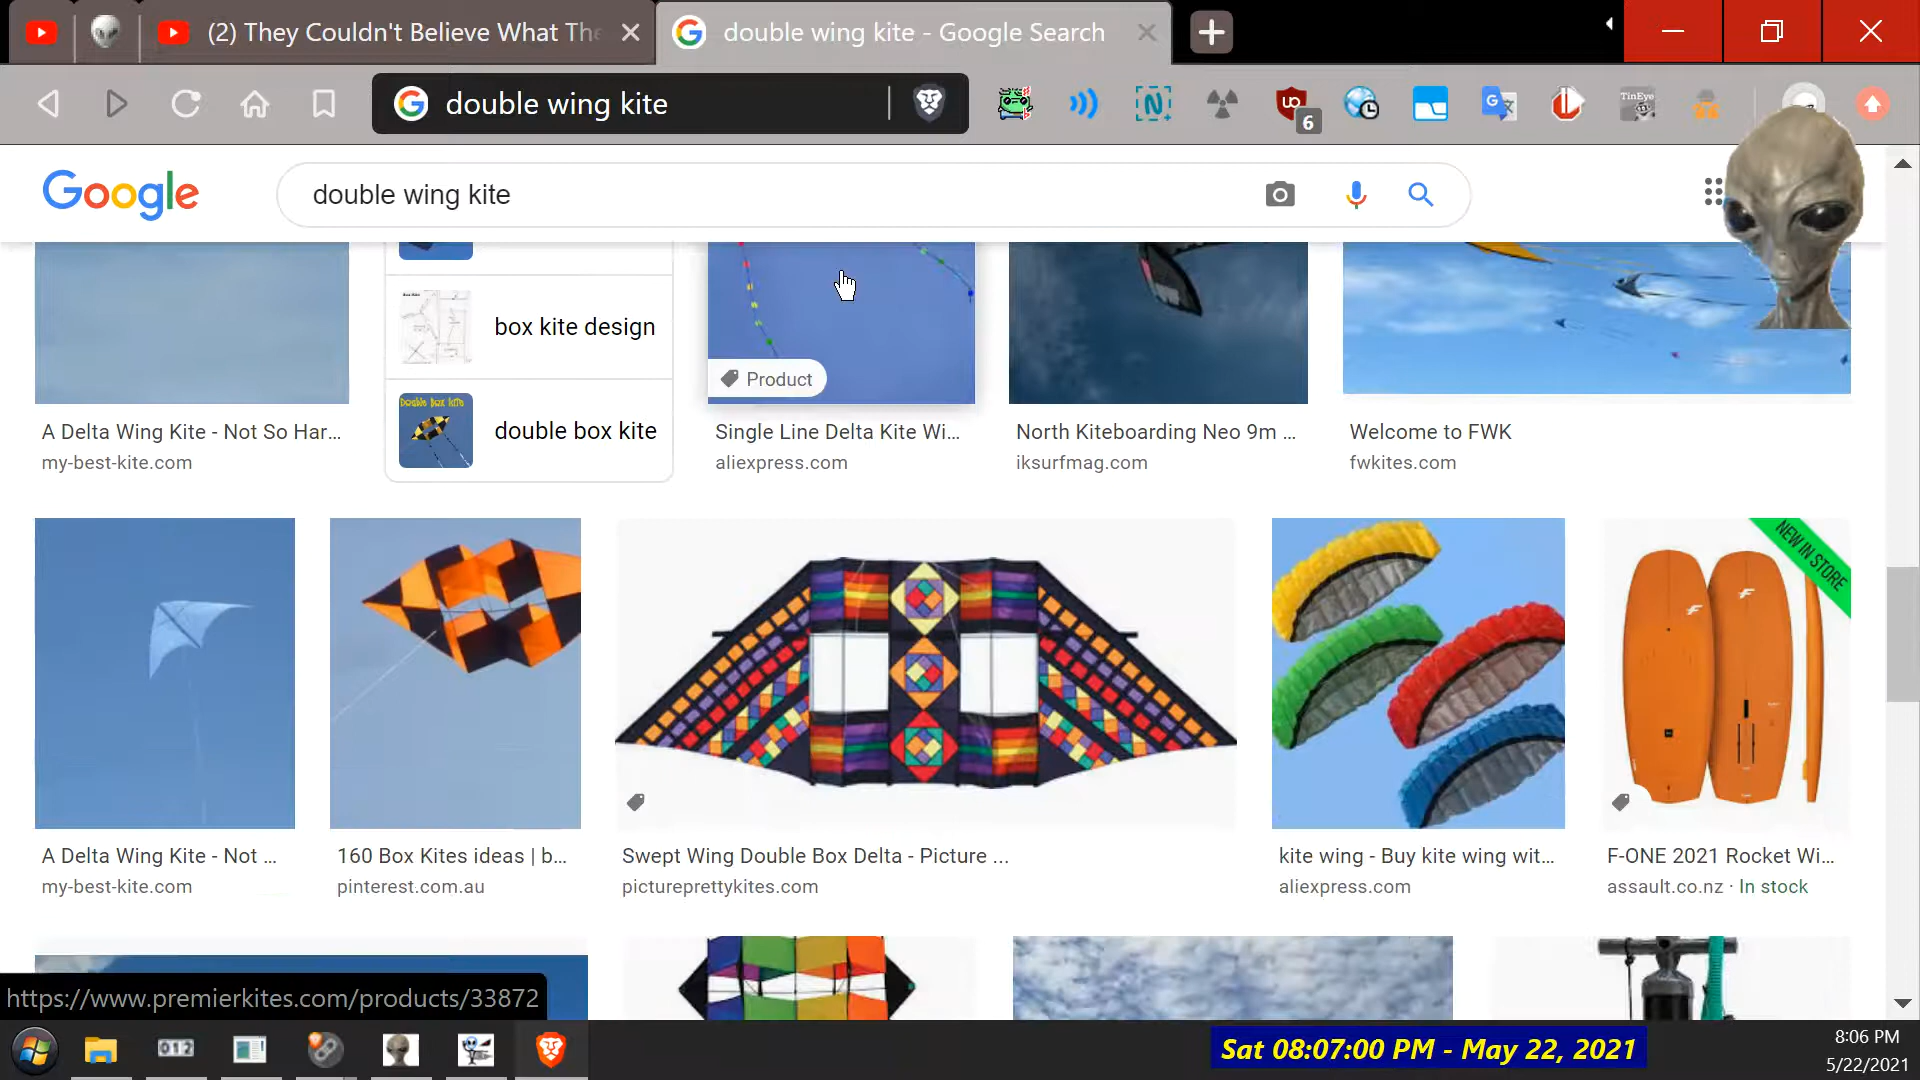 (2) They Couldn't Believe What The
double wing kite - Google Search
double wing kite
6
TinEye
Google
double wing kite
box kite design
Double Box Kite
double box kite
Product
A Delta Wing Kite - Not So Har...
my-best-kite.com
Single Line Delta Kite Wi...
aliexpress.com
North Kiteboarding Neo 9m ...
iksurfmag.com
Welcome to FWK
fwkites.com
NEW IN STORE
A Delta Wing Kite - Not ...
my-best-kite.com
160 Box Kites ideas | b...
pinterest.com.au
Swept Wing Double Box Delta - Picture ...
pictureprettykites.com
kite wing - Buy kite wing wit...
aliexpress.com
F-ONE 2021 Rocket Wi...
assault.co.nz · In stock
https://www.premierkites.com/products/33872
012
Sat 08:07:00 PM - May 22, 2021
8:06 PM
5/22/2021